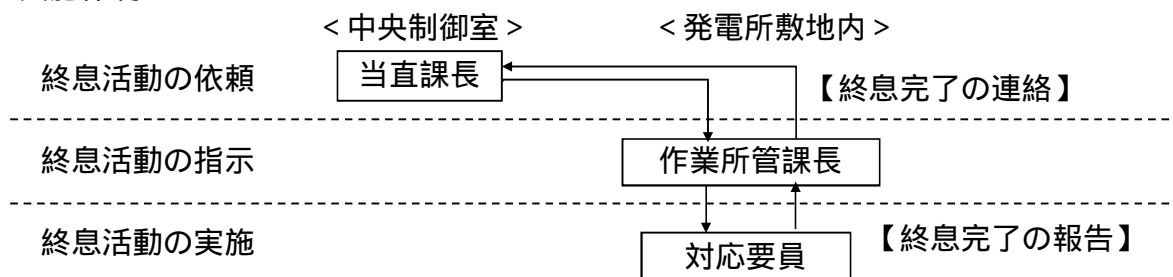 <中央制御室> <発電所敷地内>
終息活動の依頼 当直課長 【終息完了の連絡】
終息活動の指示 作業所管課長
終息活動の実施 対応要員 【終息完了の報告】